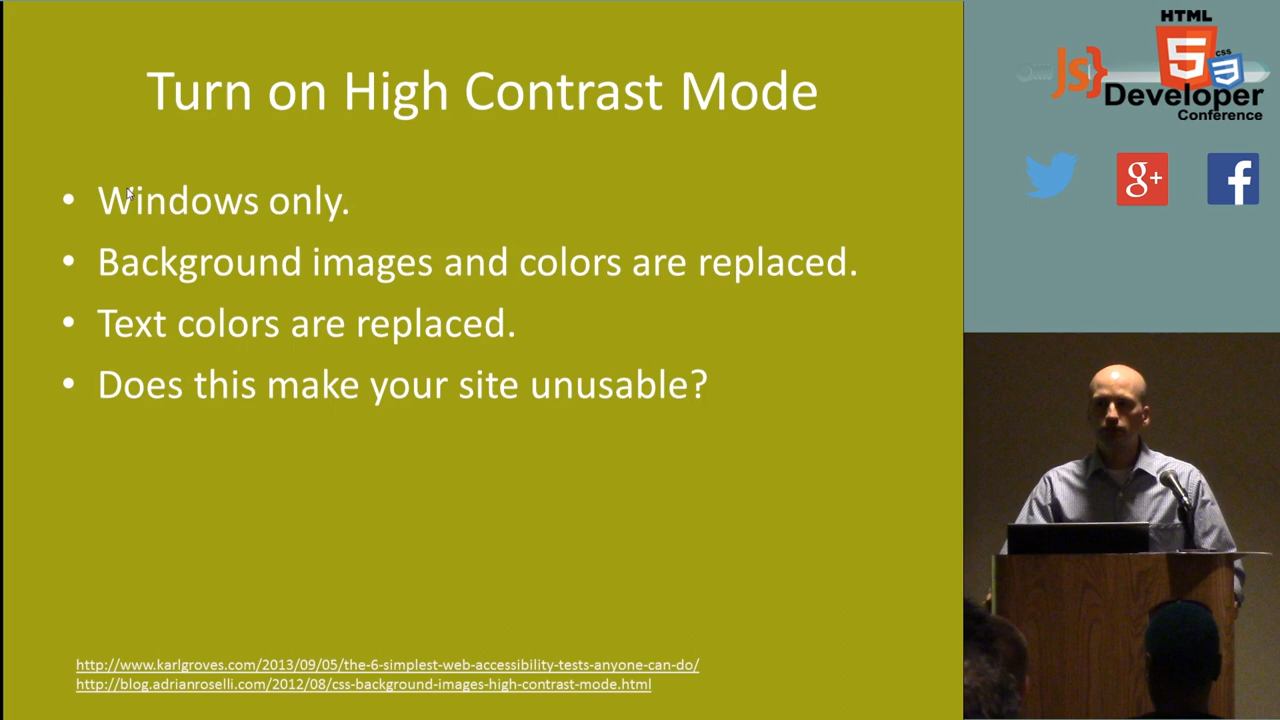 Turn on High Contrast Mode
• Windows only.
• Background images and colors are replaced.
• Text colors are replaced.
• Does this make your site unusable?
http://www.karlgroves.com/2013/09/05/the-6-simplest-web-accessibility-tests-anyone-can-do/
http://blog.adrianroselli.com/2012/08/css-background-images-high-contrast-mode.html
HTML
5
CSS
3
JS}
Developer
Conference
g+
f